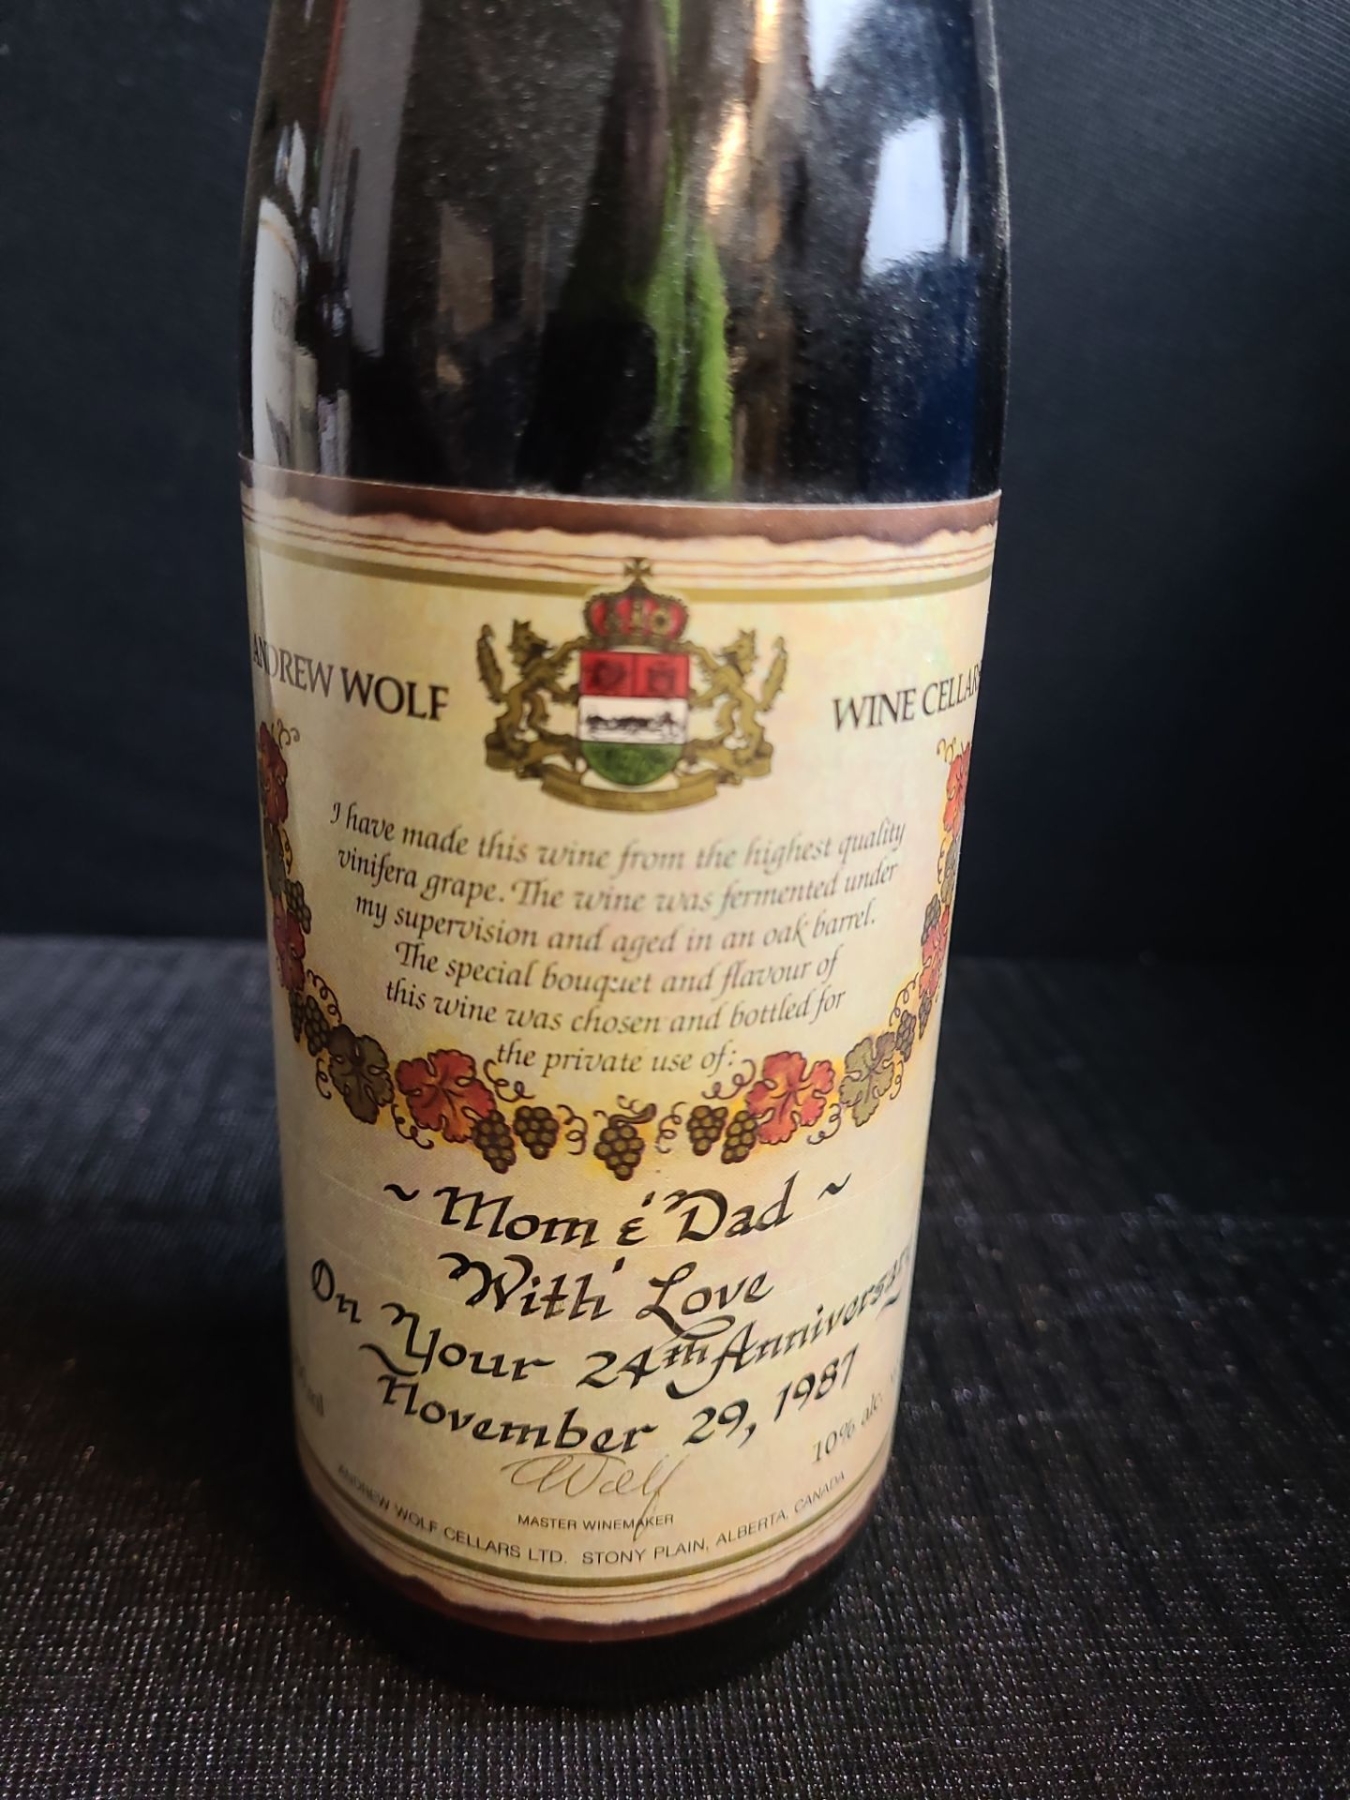 ANDREW WOLF WINE CELLARS
I have made this wine from the highest quality
vinifera grape. The wine was fermented under
my supervision and aged in an oak barrel.
The special bouquet and flavour of
this wine was chosen and bottled for
the private use of:
~ Mom & Dad ~
With Love
On Your 24th Anniversary
November 29, 1987
10% alc.
Wolf
MASTER WINEMAKER
ANDREW WOLF CELLARS LTD. STONY PLAIN, ALBERTA, CANADA